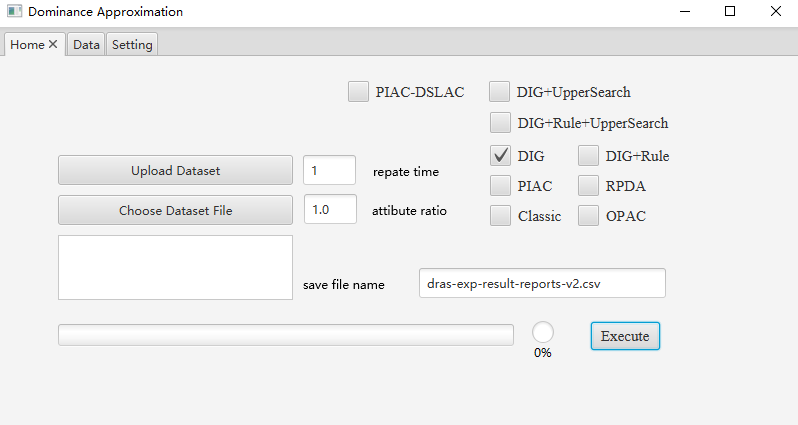 Dominance Approximation
Home Data Setting
PIAC-DSLAC DIG+UpperSearch
DIG+Rule+UpperSearch
DIG DIG+Rule
Upload Dataset 1 repate time
PIAC RPDA
Choose Dataset File 1.0 attibute ratio
Classic OPAC
save file name dras-exp-result-reports-v2.csv
Execute
0%